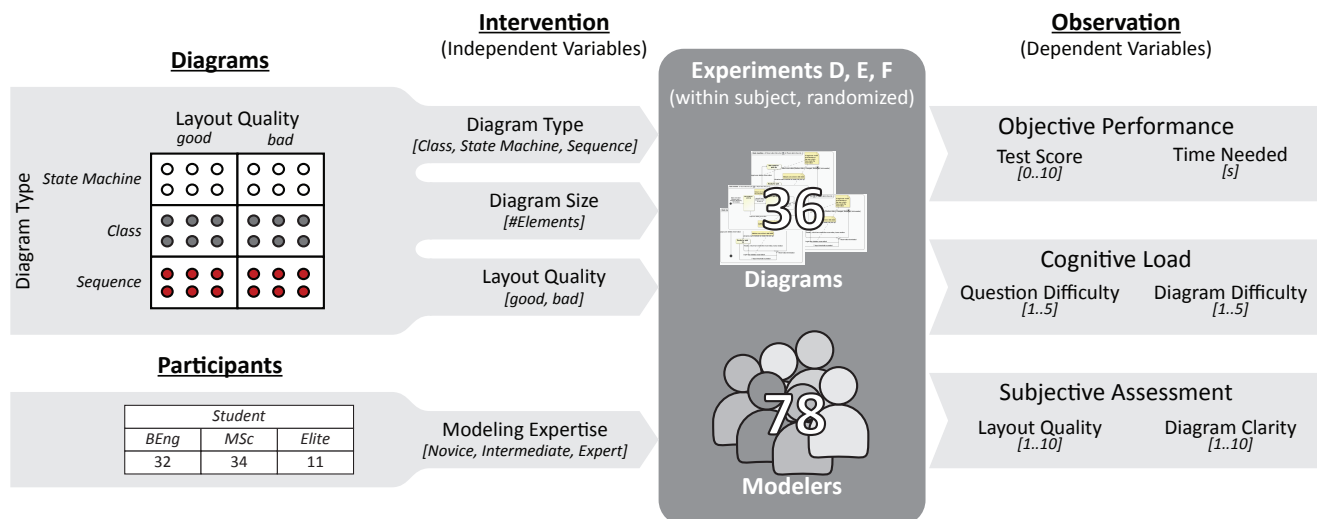 Diagrams
Layout Quality
good
bad
Diagram Type
State Machine
Class
Sequence
Participants
Student
BEng MSc Elite
32 34 11
Intervention
(Independent Variables)
Diagram Type
[Class, State Machine, Sequence]
Diagram Size
[#Elements]
Layout Quality
[good, bad]
Modeling Expertise
[Novice, Intermediate, Expert]
Experiments D, E, F
(within subject, randomized)
36
Diagrams
78
Modelers
Observation
(Dependent Variables)
Objective Performance
Test Score Time Needed
[0..10] [s]
Cognitive Load
Question Difficulty Diagram Difficulty
[1..5] [1..5]
Subjective Assessment
Layout Quality Diagram Clarity
[1..10] [1..10]